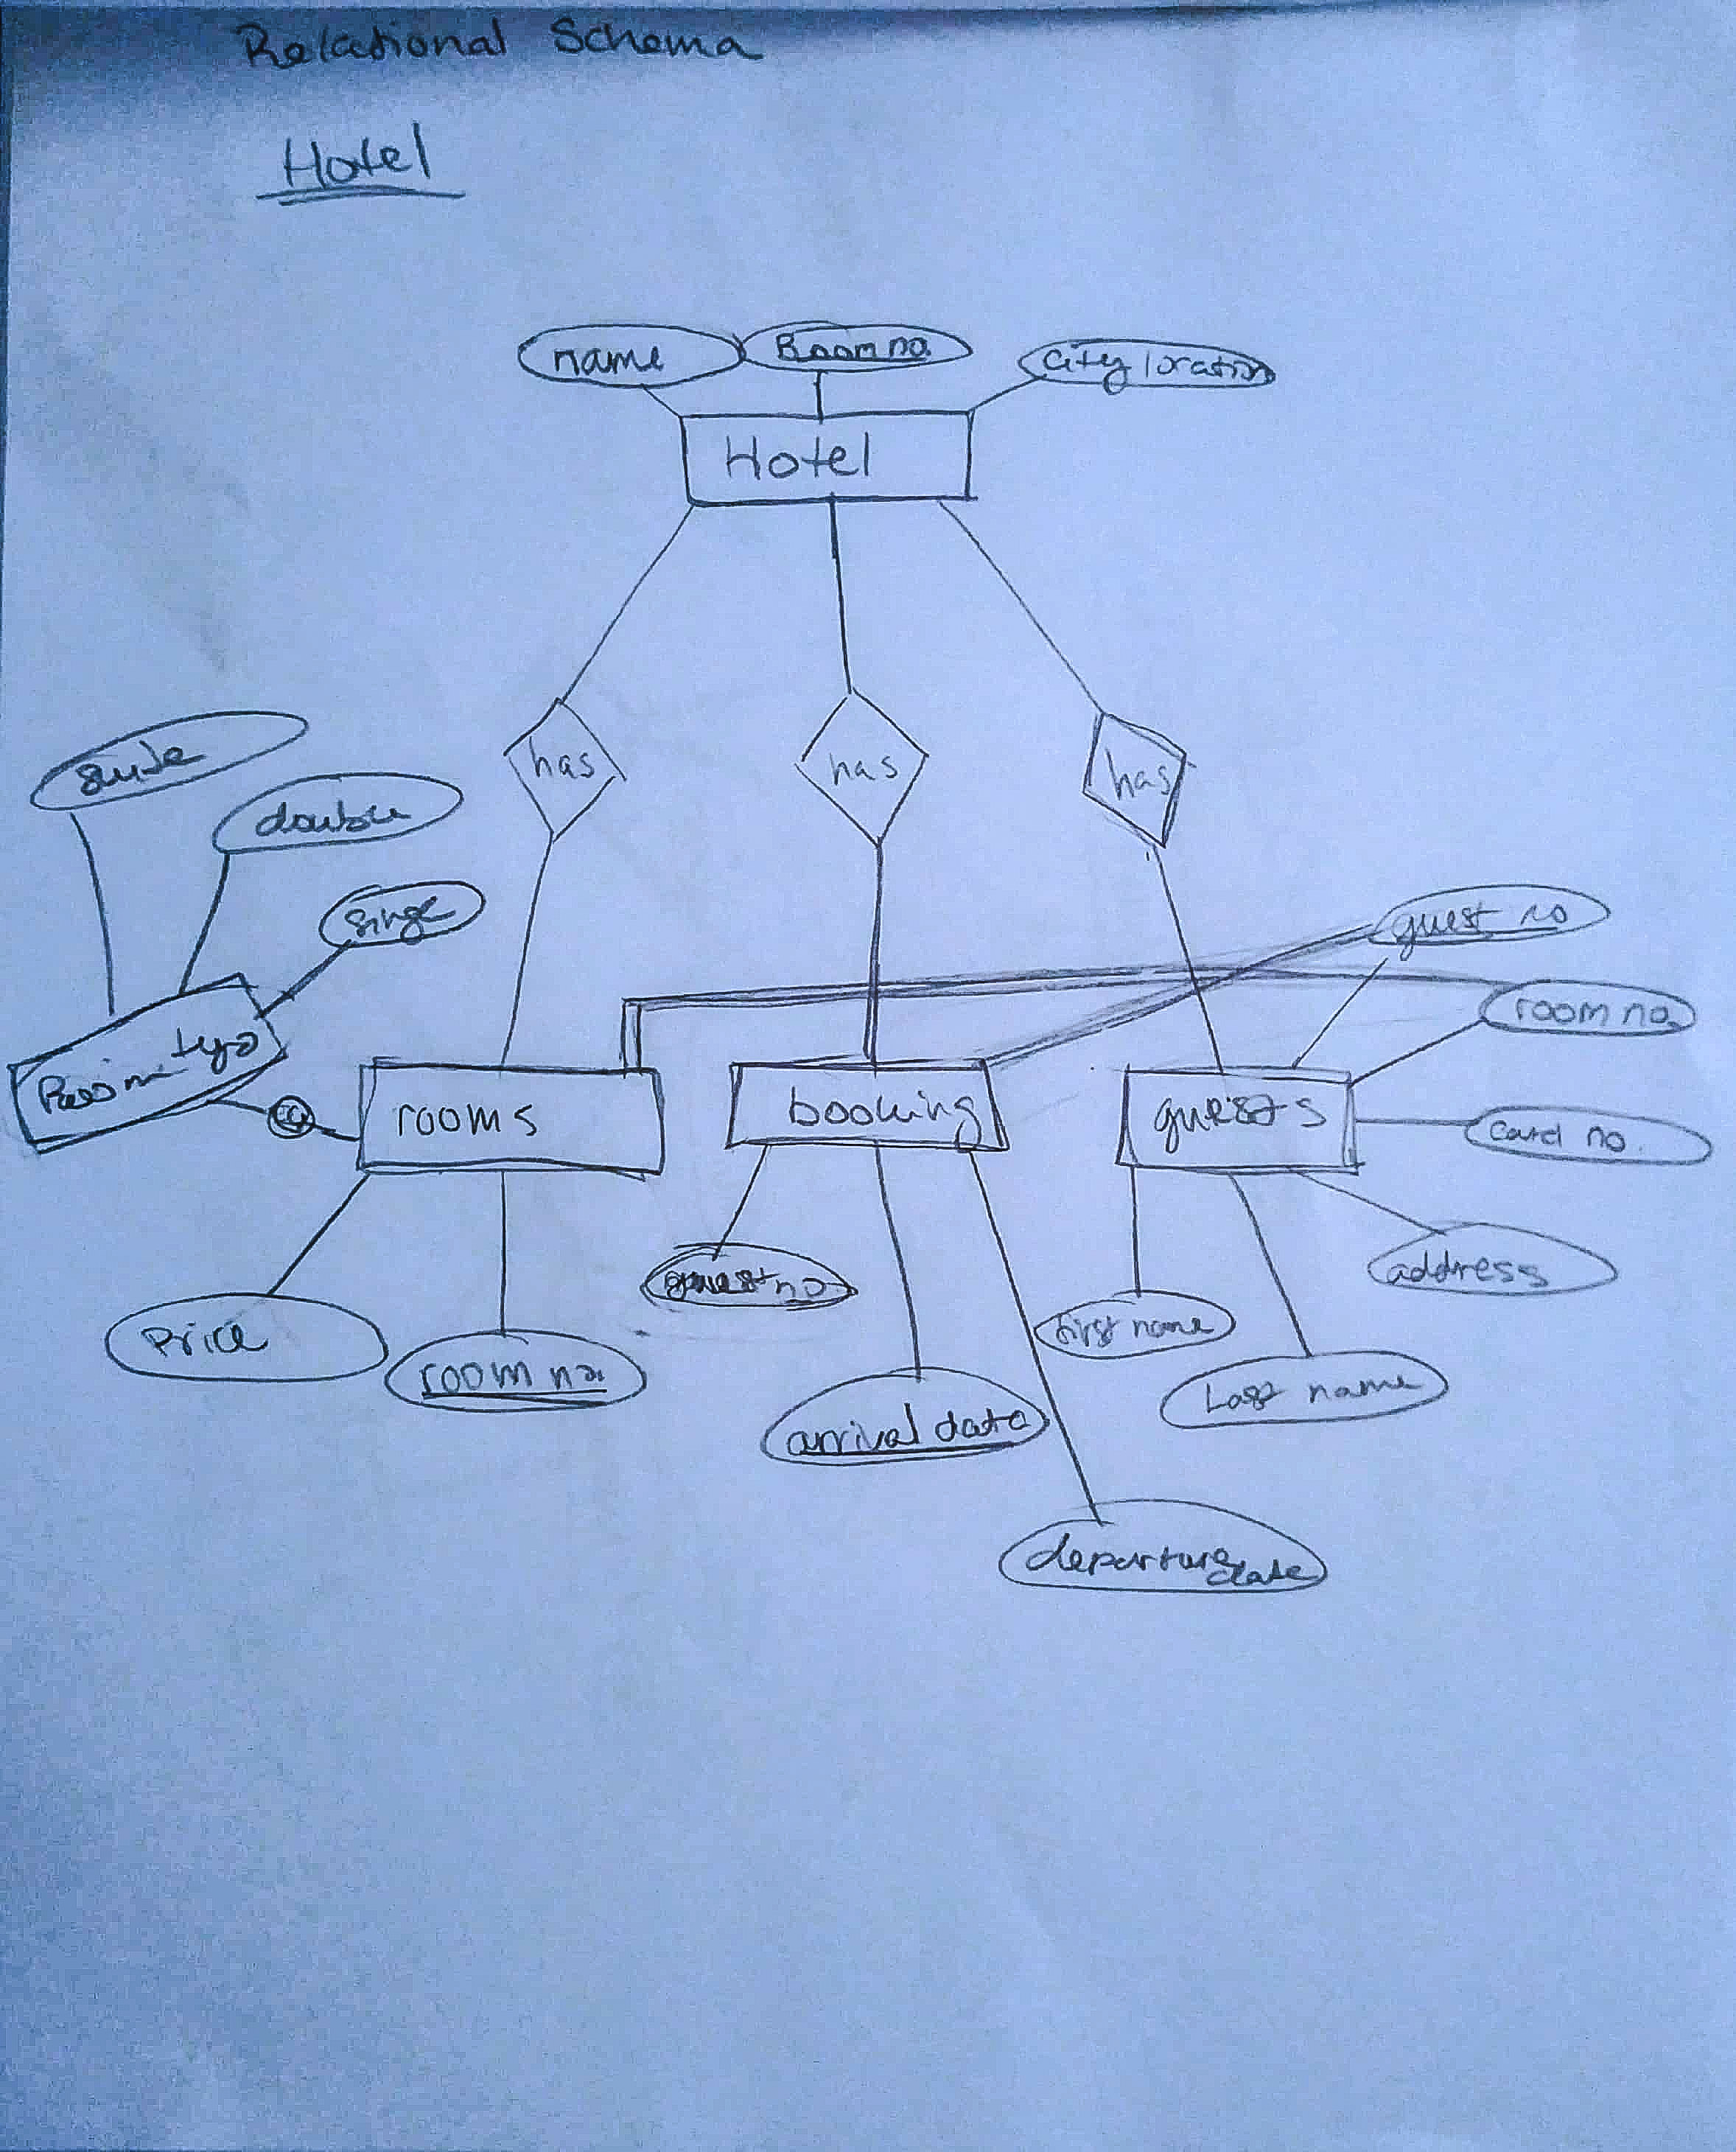 Relational Schema
Hotel
name
Room no.
city location
Hotel
has
has
has
suite
double
single
guest no
room no.
Room type
rooms
booking
guests
card no.
guest no
address
Price
room no.
first name
Last name
arrival date
departure
date